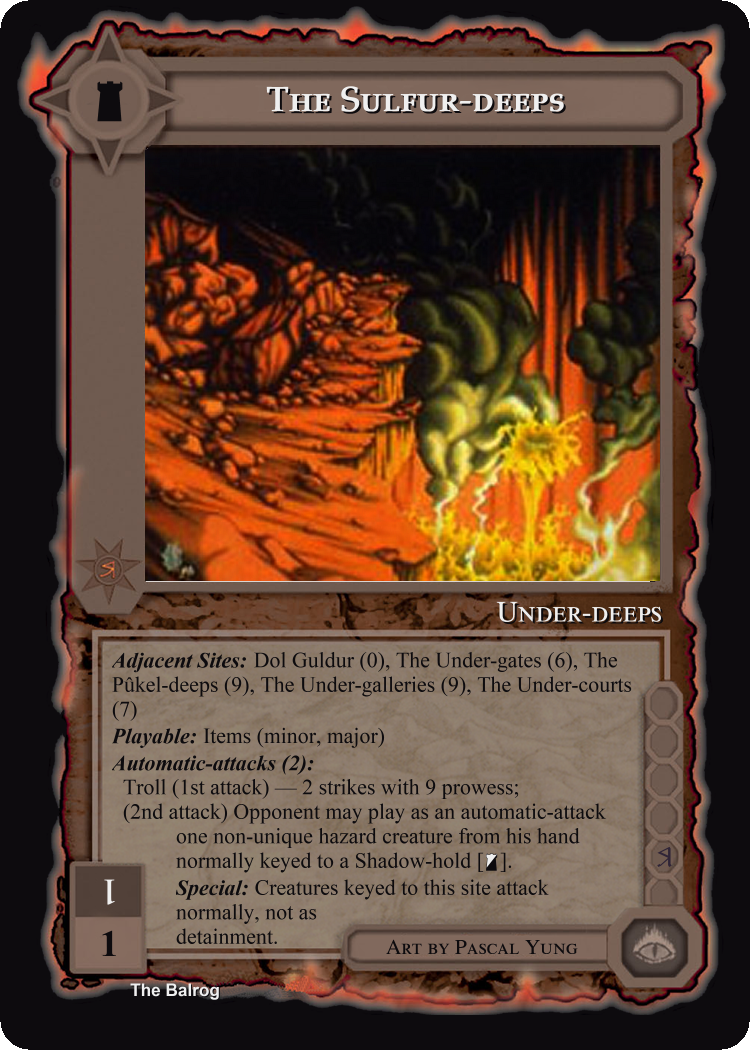 The Sulfur-deeps
Under-deeps
Adjacent Sites: Dol Guldur (0), The Under-gates (6), The
Pûkel-deeps (9), The Under-galleries (9), The Under-courts
(7)
Playable: Items (minor, major)
Automatic-attacks (2):
Troll (1st attack) — 2 strikes with 9 prowess;
(2nd attack) Opponent may play as an automatic-attack
one non-unique hazard creature from his hand
normally keyed to a Shadow-hold [ ].
Special: Creatures keyed to this site attack
normally, not as
detainment.
1
1
Art by Pascal Yung
The Balrog